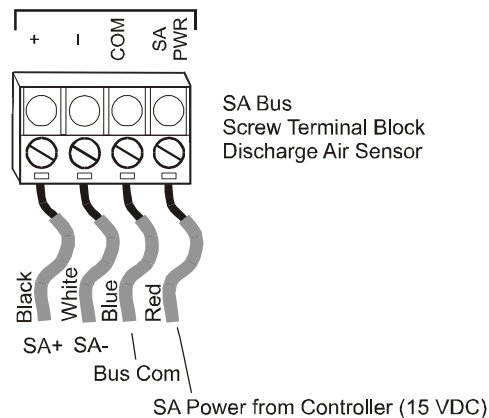 + - COM SA PWR
SA Bus
Screw Terminal Block
Discharge Air Sensor
Black White Blue Red
SA+ SA-
Bus Com
SA Power from Controller (15 VDC)